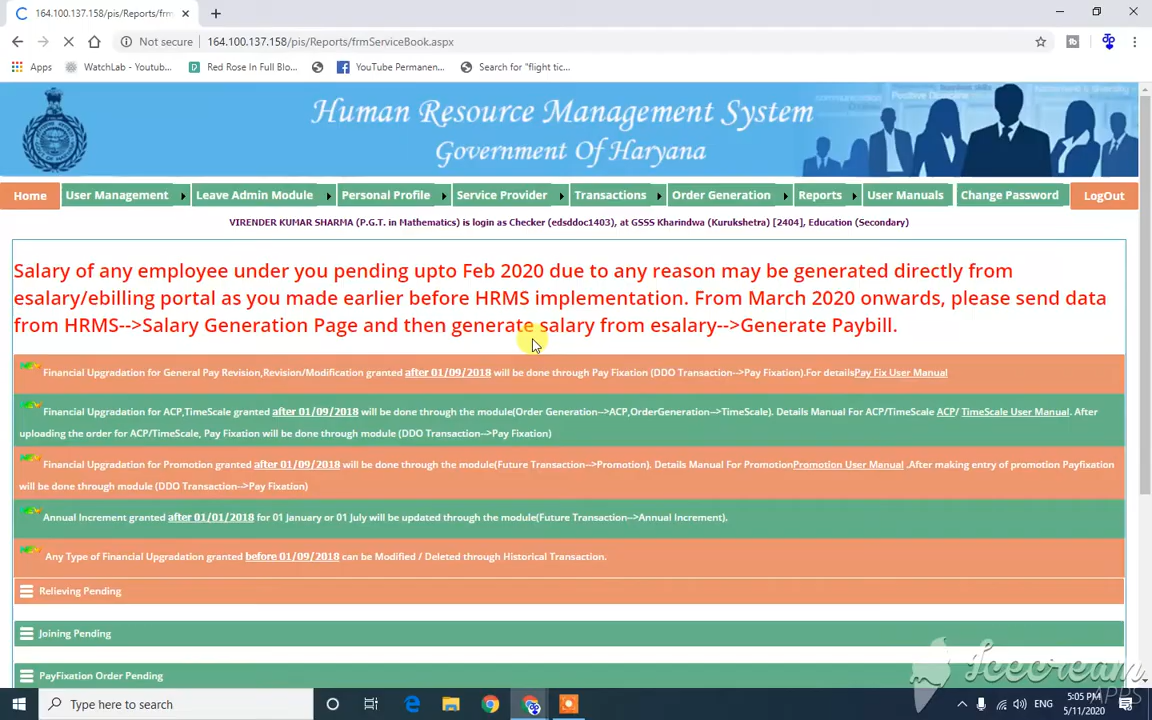 164.100.137.158/pis/Reports/frm
Not secure 164.100.137.158/pis/Reports/frmServiceBook.aspx
Apps WatchLab - Youtub... Red Rose In Full Blo... YouTube Permanen... Search for "flight tic...
Human Resource Management System
Government Of Haryana
Home User Management Leave Admin Module Personal Profile Service Provider Transactions Order Generation Reports User Manuals Change Password LogOut
VIRENDER KUMAR SHARMA (P.G.T. in Mathematics) is login as Checker (edsddoc1403), at GSSS Kharindwa (Kurukshetra) [2404], Education (Secondary)
Salary of any employee under you pending upto Feb 2020 due to any reason may be generated directly from
esalary/ebilling portal as you made earlier before HRMS implementation. From March 2020 onwards, please send data
from HRMS-->Salary Generation Page and then generate salary from esalary-->Generate Paybill.
Financial Upgradation for General Pay Revision,Revision/Modification granted after 01/09/2018 will be done through Pay Fixation (DDO Transaction-->Pay Fixation).For detailsPay Fix User Manual
Financial Upgradation for ACP,TimeScale granted after 01/09/2018 will be done through the module(Order Generation-->ACP,OrderGeneration-->TimeScale). Details Manual For ACP/TimeScale ACP/ TimeScale User Manual. After
uploading the order for ACP/TimeScale, Pay Fixation will be done through module (DDO Transaction-->Pay Fixation)
Financial Upgradation for Promotion granted after 01/09/2018 will be done through the module(Future Transaction-->Promotion). Details Manual For PromotionPromotion User Manual .After making entry of promotion Payfixation
will be done through module (DDO Transaction-->Pay Fixation)
Annual Increment granted after 01/01/2018 for 01 January or 01 July will be updated through the module(Future Transaction-->Annual Increment).
Any Type of Financial Upgradation granted before 01/09/2018 can be Modified / Deleted through Historical Transaction.
Relieving Pending
Joining Pending
PayFixation Order Pending
Icecream
APPS
Type here to search
ENG
5:05 PM
5/11/2020